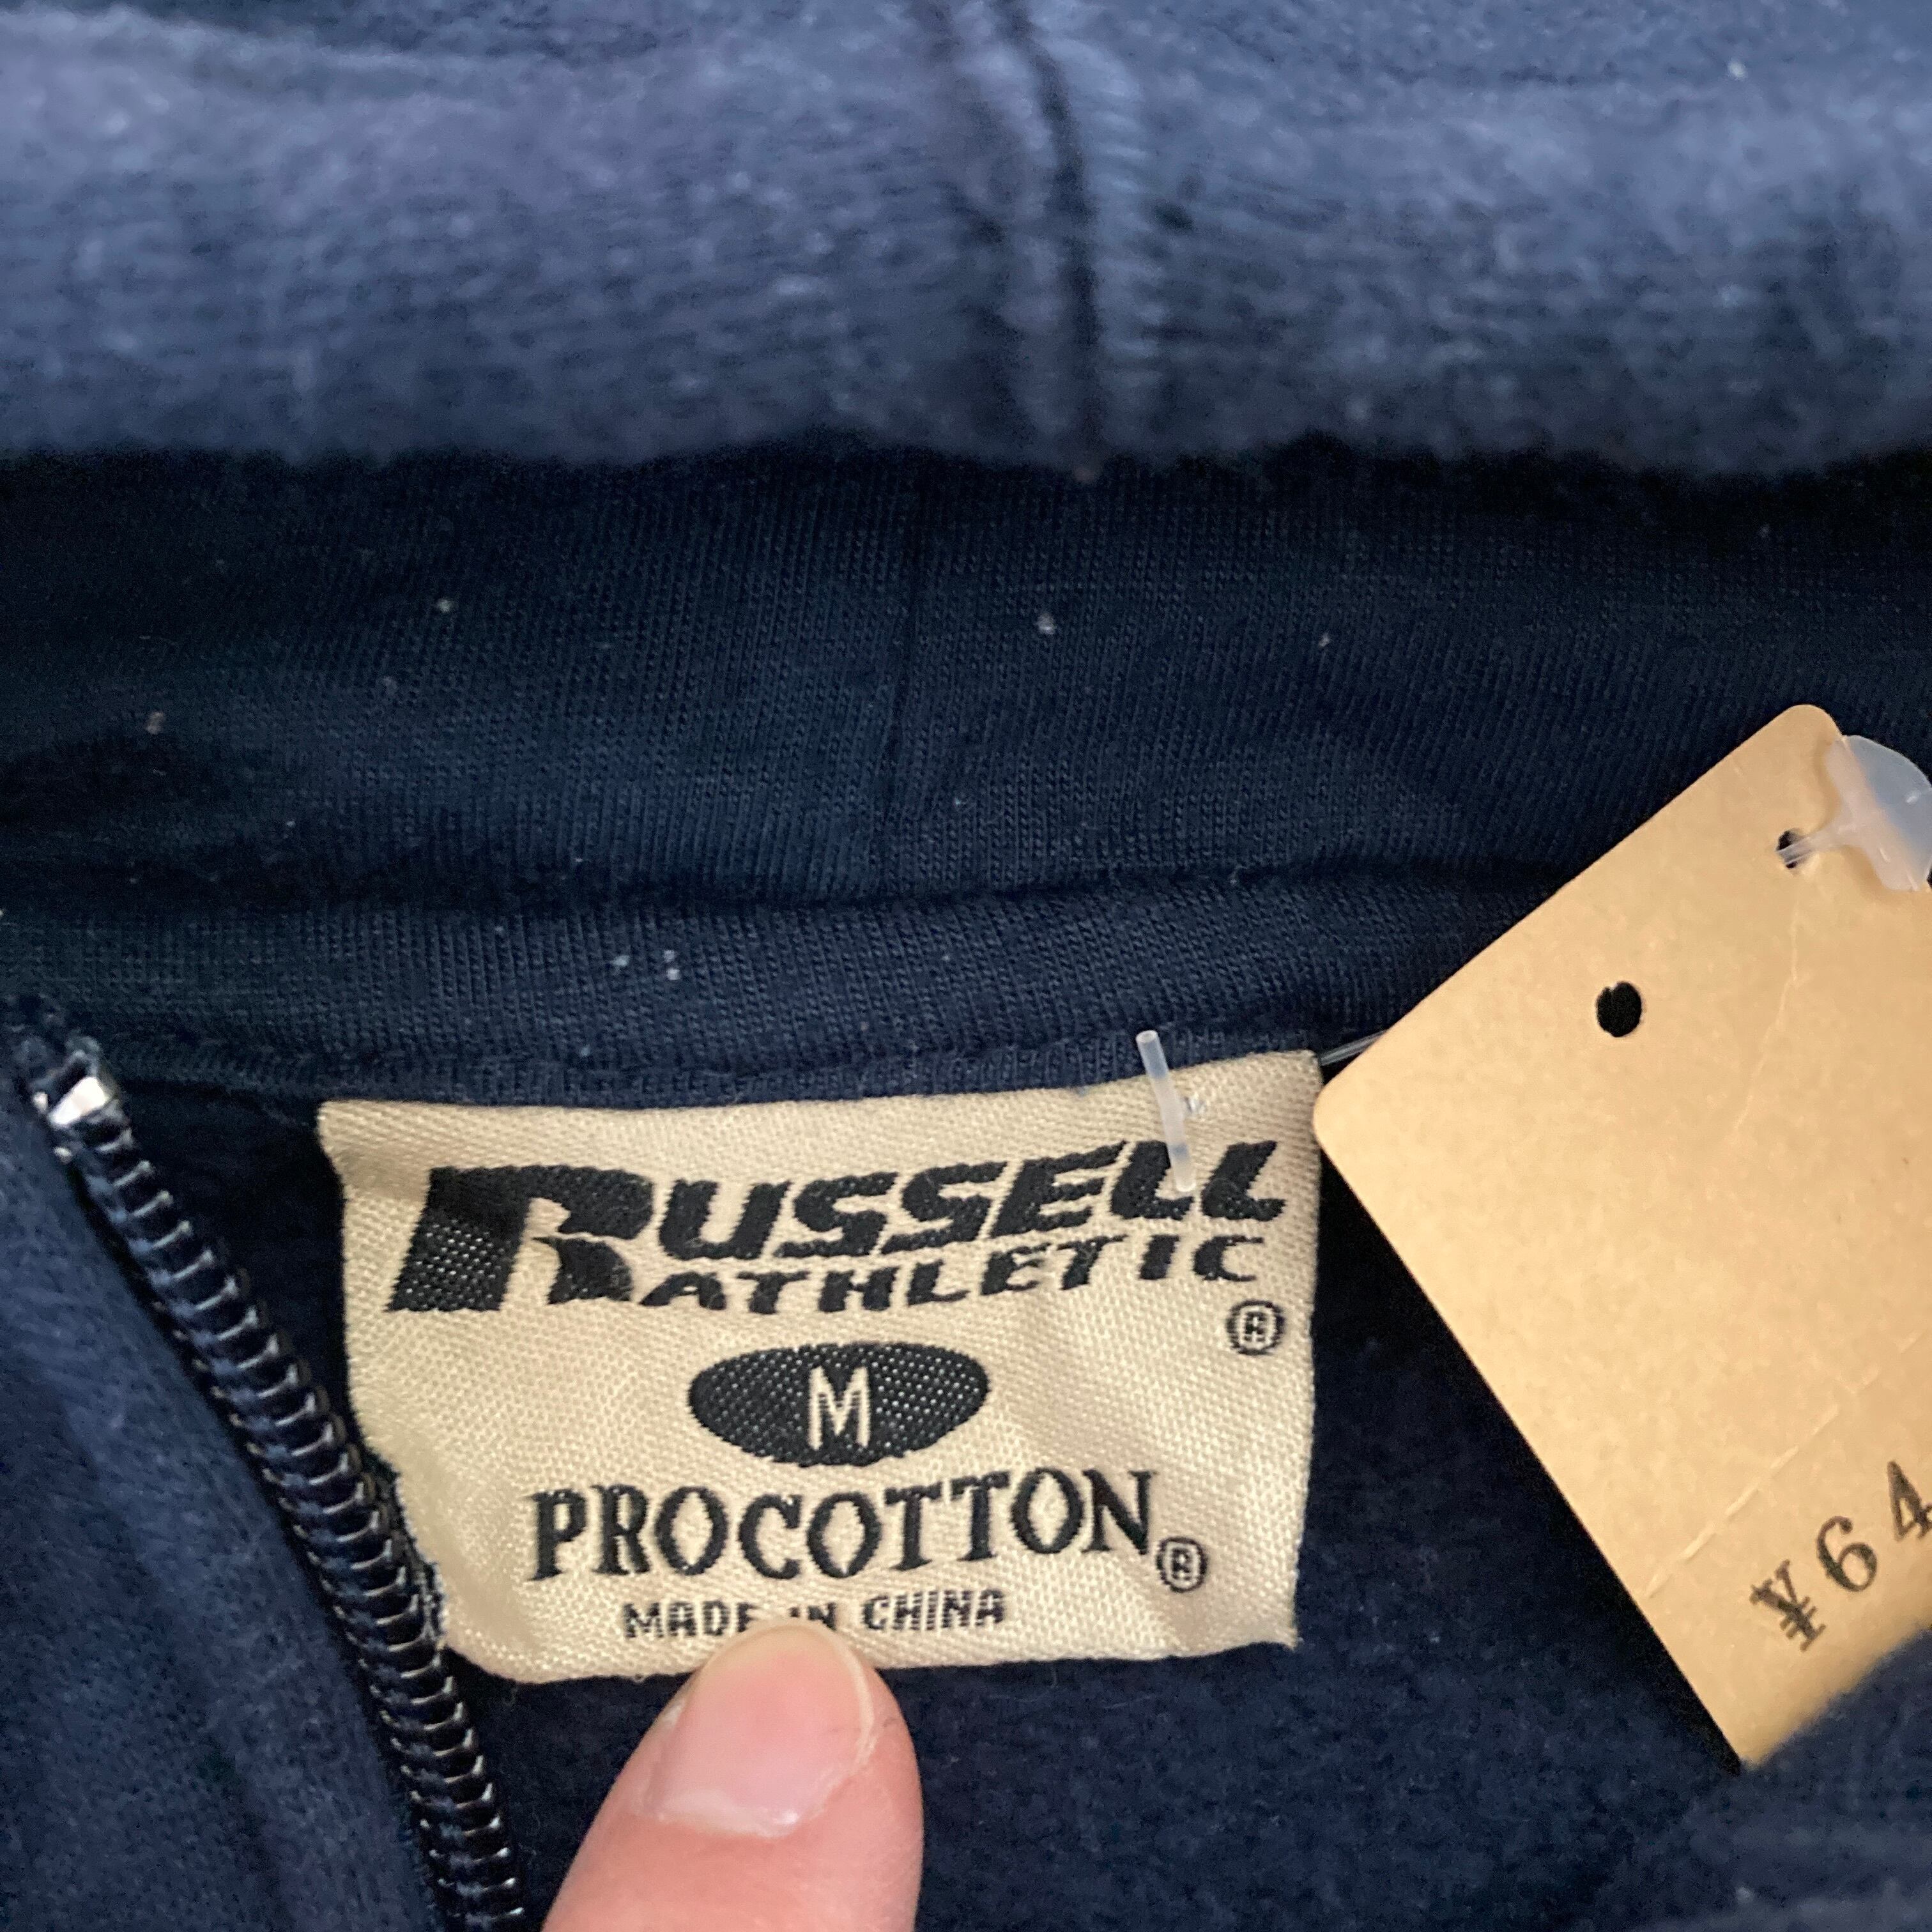 RUSSELL
ATHLETIC
®
M
PROCOTTON®
MADE IN CHINA
¥64